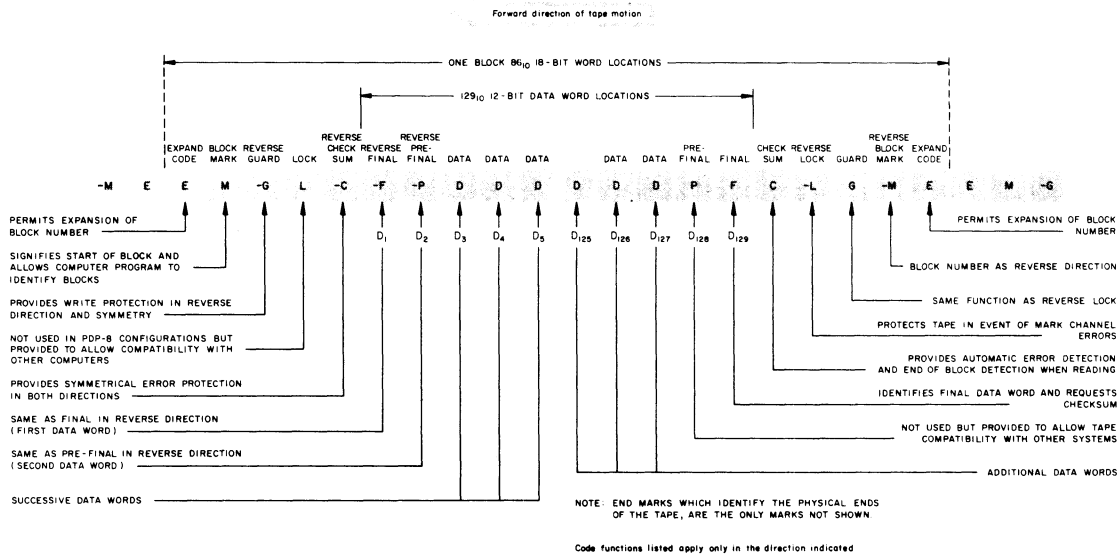 Forward direction of tape motion
ONE BLOCK 86₁₀ 18-BIT WORD LOCATIONS
129₁₀ 12-BIT DATA WORD LOCATIONS
EXPAND CODE
BLOCK MARK
REVERSE GUARD
LOCK
REVERSE CHECK SUM
REVERSE FINAL
REVERSE PRE-FINAL
DATA
DATA
DATA
DATA
DATA
PRE-FINAL
FINAL
CHECK SUM
REVERSE LOCK
GUARD
REVERSE BLOCK MARK
EXPAND CODE
-M E E M -G L -C -F -P D D D D D D P F C -L G -M E E M -G
D₁ D₂ D₃ D₄ D₅ D₁₂₅ D₁₂₆ D₁₂₇ D₁₂₈ D₁₂₉
PERMITS EXPANSION OF
BLOCK NUMBER
SIGNIFIES START OF BLOCK AND
ALLOWS COMPUTER PROGRAM TO
IDENTIFY BLOCKS
PROVIDES WRITE PROTECTION IN REVERSE
DIRECTION AND SYMMETRY
NOT USED IN PDP-8 CONFIGURATIONS BUT
PROVIDED TO ALLOW COMPATIBILITY WITH
OTHER COMPUTERS
PROVIDES SYMMETRICAL ERROR PROTECTION
IN BOTH DIRECTIONS
SAME AS FINAL IN REVERSE DIRECTION
(FIRST DATA WORD)
SAME AS PRE-FINAL IN REVERSE DIRECTION
(SECOND DATA WORD)
SUCCESSIVE DATA WORDS
PERMITS EXPANSION OF BLOCK
NUMBER
BLOCK NUMBER AS REVERSE DIRECTION
SAME FUNCTION AS REVERSE LOCK
PROTECTS TAPE IN EVENT OF MARK CHANNEL
ERRORS
PROVIDES AUTOMATIC ERROR DETECTION
AND END OF BLOCK DETECTION WHEN READING
IDENTIFIES FINAL DATA WORD AND REQUESTS
CHECKSUM
NOT USED BUT PROVIDED TO ALLOW TAPE
COMPATIBILITY WITH OTHER SYSTEMS
ADDITIONAL DATA WORDS
NOTE: END MARKS WHICH IDENTIFY THE PHYSICAL ENDS
OF THE TAPE, ARE THE ONLY MARKS NOT SHOWN.
Code functions listed apply only in the direction indicated